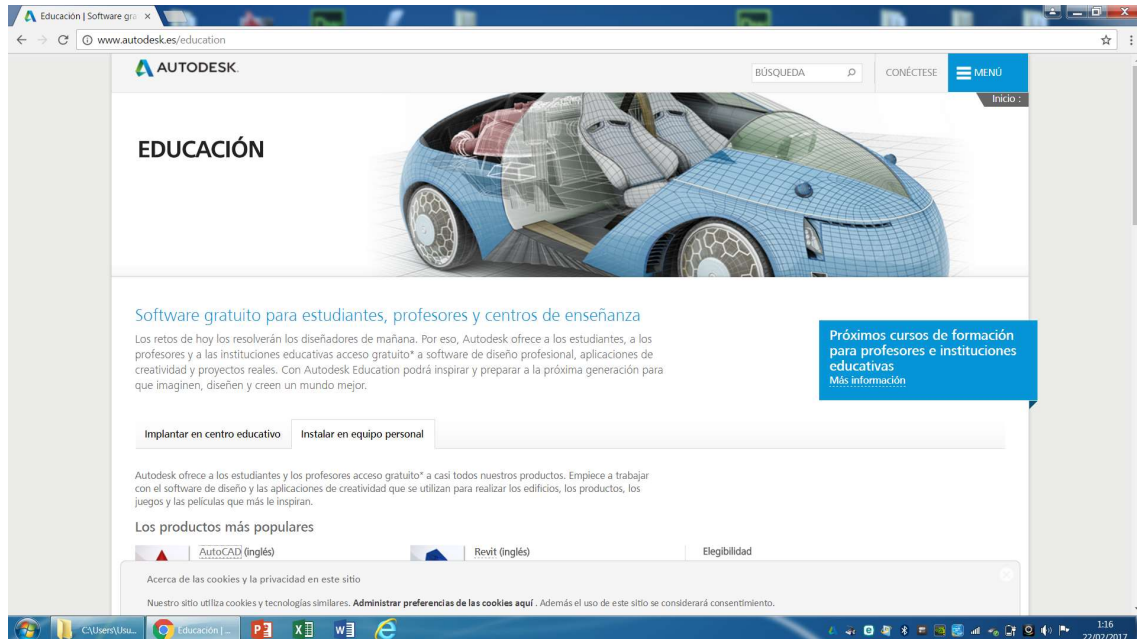 Educación | Software gra
www.autodesk.es/education
AUTODESK.
BÚSQUEDA
CONÉCTESE
MENÚ
Inicio :
EDUCACIÓN
Software gratuito para estudiantes, profesores y centros de enseñanza
Los retos de hoy los resolverán los diseñadores de mañana. Por eso, Autodesk ofrece a los estudiantes, a los
profesores y a las instituciones educativas acceso gratuito* a software de diseño profesional, aplicaciones de
creatividad y proyectos reales. Con Autodesk Education podrá inspirar y preparar a la próxima generación para
que imaginen, diseñen y creen un mundo mejor.
Próximos cursos de formación
para profesores e instituciones
educativas
Más información
Implantar en centro educativo
Instalar en equipo personal
Autodesk ofrece a los estudiantes y los profesores acceso gratuito* a casi todos nuestros productos. Empiece a trabajar
con el software de diseño y las aplicaciones de creatividad que se utilizan para realizar los edificios, los productos, los
juegos y las películas que más le inspiran.
Los productos más populares
AutoCAD (inglés)
Revit (inglés)
Elegibilidad
Acerca de las cookies y la privacidad en este sitio
Nuestro sitio utiliza cookies y tecnologías similares. Administrar preferencias de las cookies aquí . Además el uso de este sitio se considerará consentimiento.
C:\Users\Usu...
Educación | ...
1:16
22/02/2017